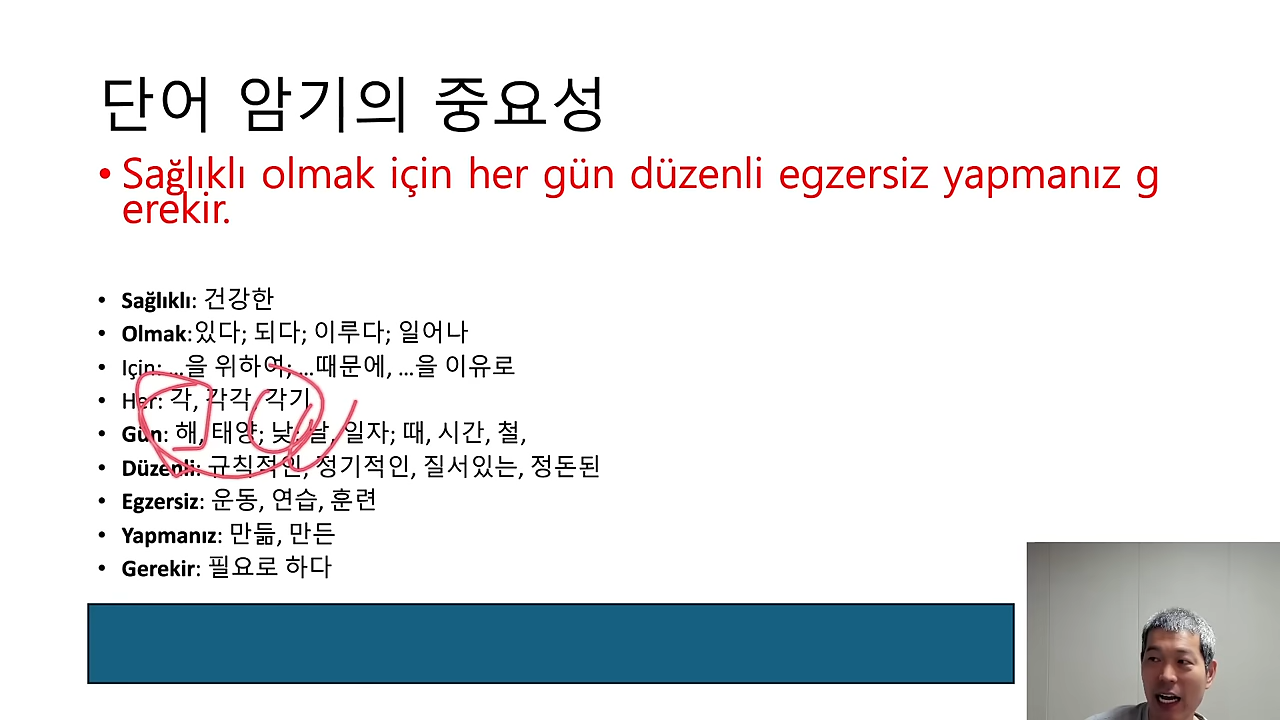 단어 암기의 중요성
• Sağlıklı olmak için her gün düzenli egzersiz yapmanız g
erekir.
• Sağlıklı: 건강한
• Olmak:있다; 되다; 이루다; 일어나
• Için: …을 위하여; …때문에, …을 이유로
• Her: 각, 각각, 각기
• Gün: 해, 태양; 낮; 날, 일자; 때, 시간, 철,
• Düzenli: 규칙적인, 정기적인, 질서있는, 정돈된
• Egzersiz: 운동, 연습, 훈련
• Yapmanız: 만듦, 만든
• Gerekir: 필요로 하다